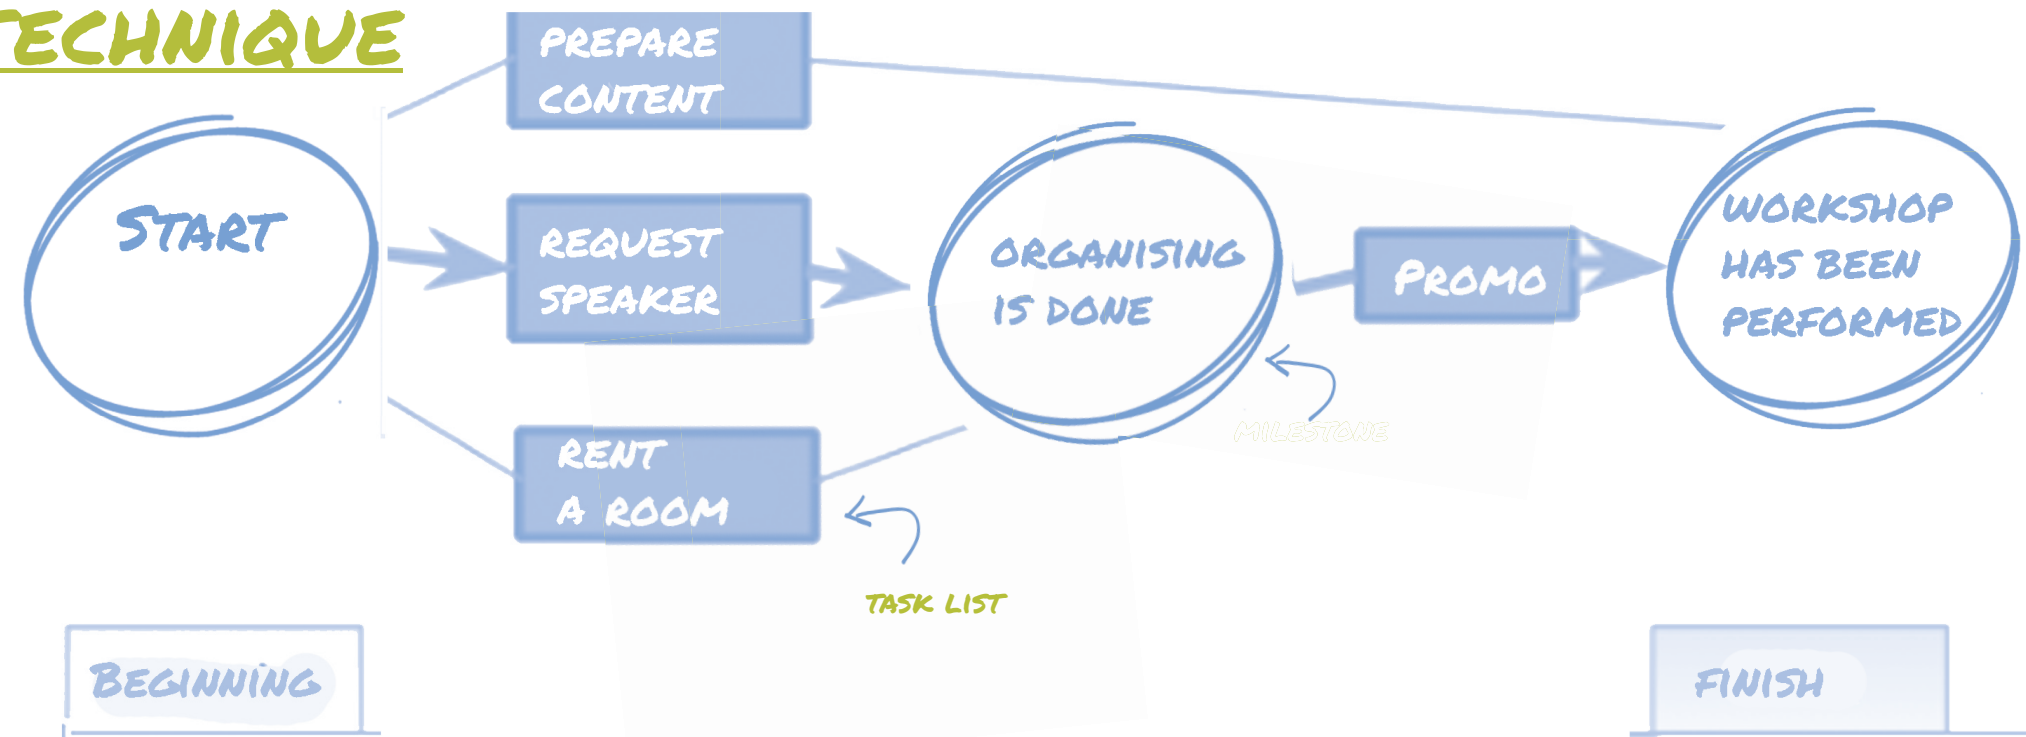 TECHNIQUE
PREPARE
CONTENT
START
REQUEST
SPEAKER
ORGANISING
IS DONE
PROMO
WORKSHOP
HAS BEEN
PERFORMED
MILESTONE
RENT
A ROOM
TASK LIST
BEGINNING
FINISH